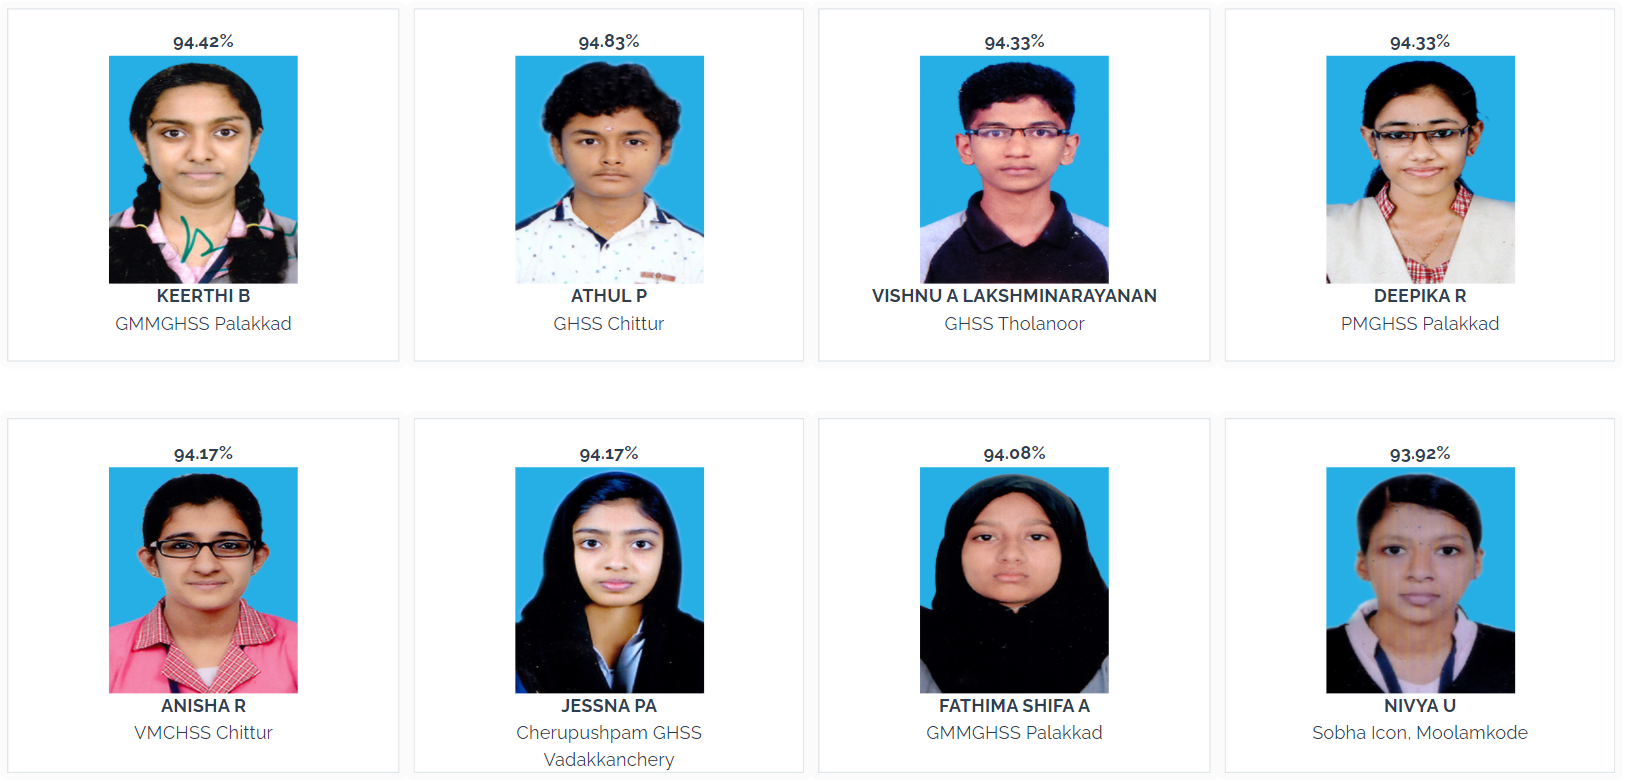 94.42%
94.83%
94.33%
94.33%
KEERTHI B
ATHUL P
VISHNU A LAKSHMINARAYANAN
DEEPIKA R
GMMGHSS Palakkad
GHSS Chittur
GHSS Tholanoor
PMGHSS Palakkad
94.17%
94.17%
94.08%
93.92%
ANISHA R
JESSNA PA
FATHIMA SHIFA A
NIVYA U
VMCHSS Chittur
Cherupushpam GHSS
Vadakkanchery
GMMGHSS Palakkad
Sobha Icon. Moolamkode